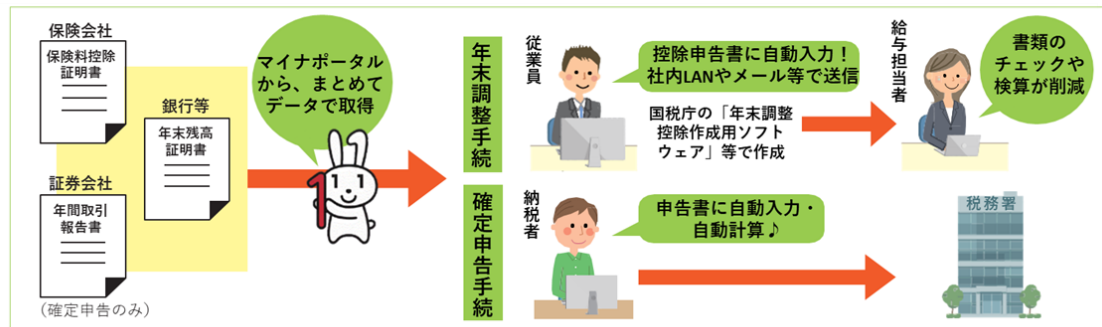 保険会社
保険料控除
証明書
銀行等
年末残高
証明書
証券会社
年間取引
報告書
(確定申告のみ)
マイナポータル
から、まとめて
データで取得
1
年末調整手続
従業員
控除申告書に自動入力！
社内LANやメール等で送信
国税庁の「年末調整
控除作成用ソフト
ウェア」等で作成
給与担当者
書類の
チェックや
検算が削減
確定申告手続
納税者
申告書に自動入力・
自動計算♪
税務署